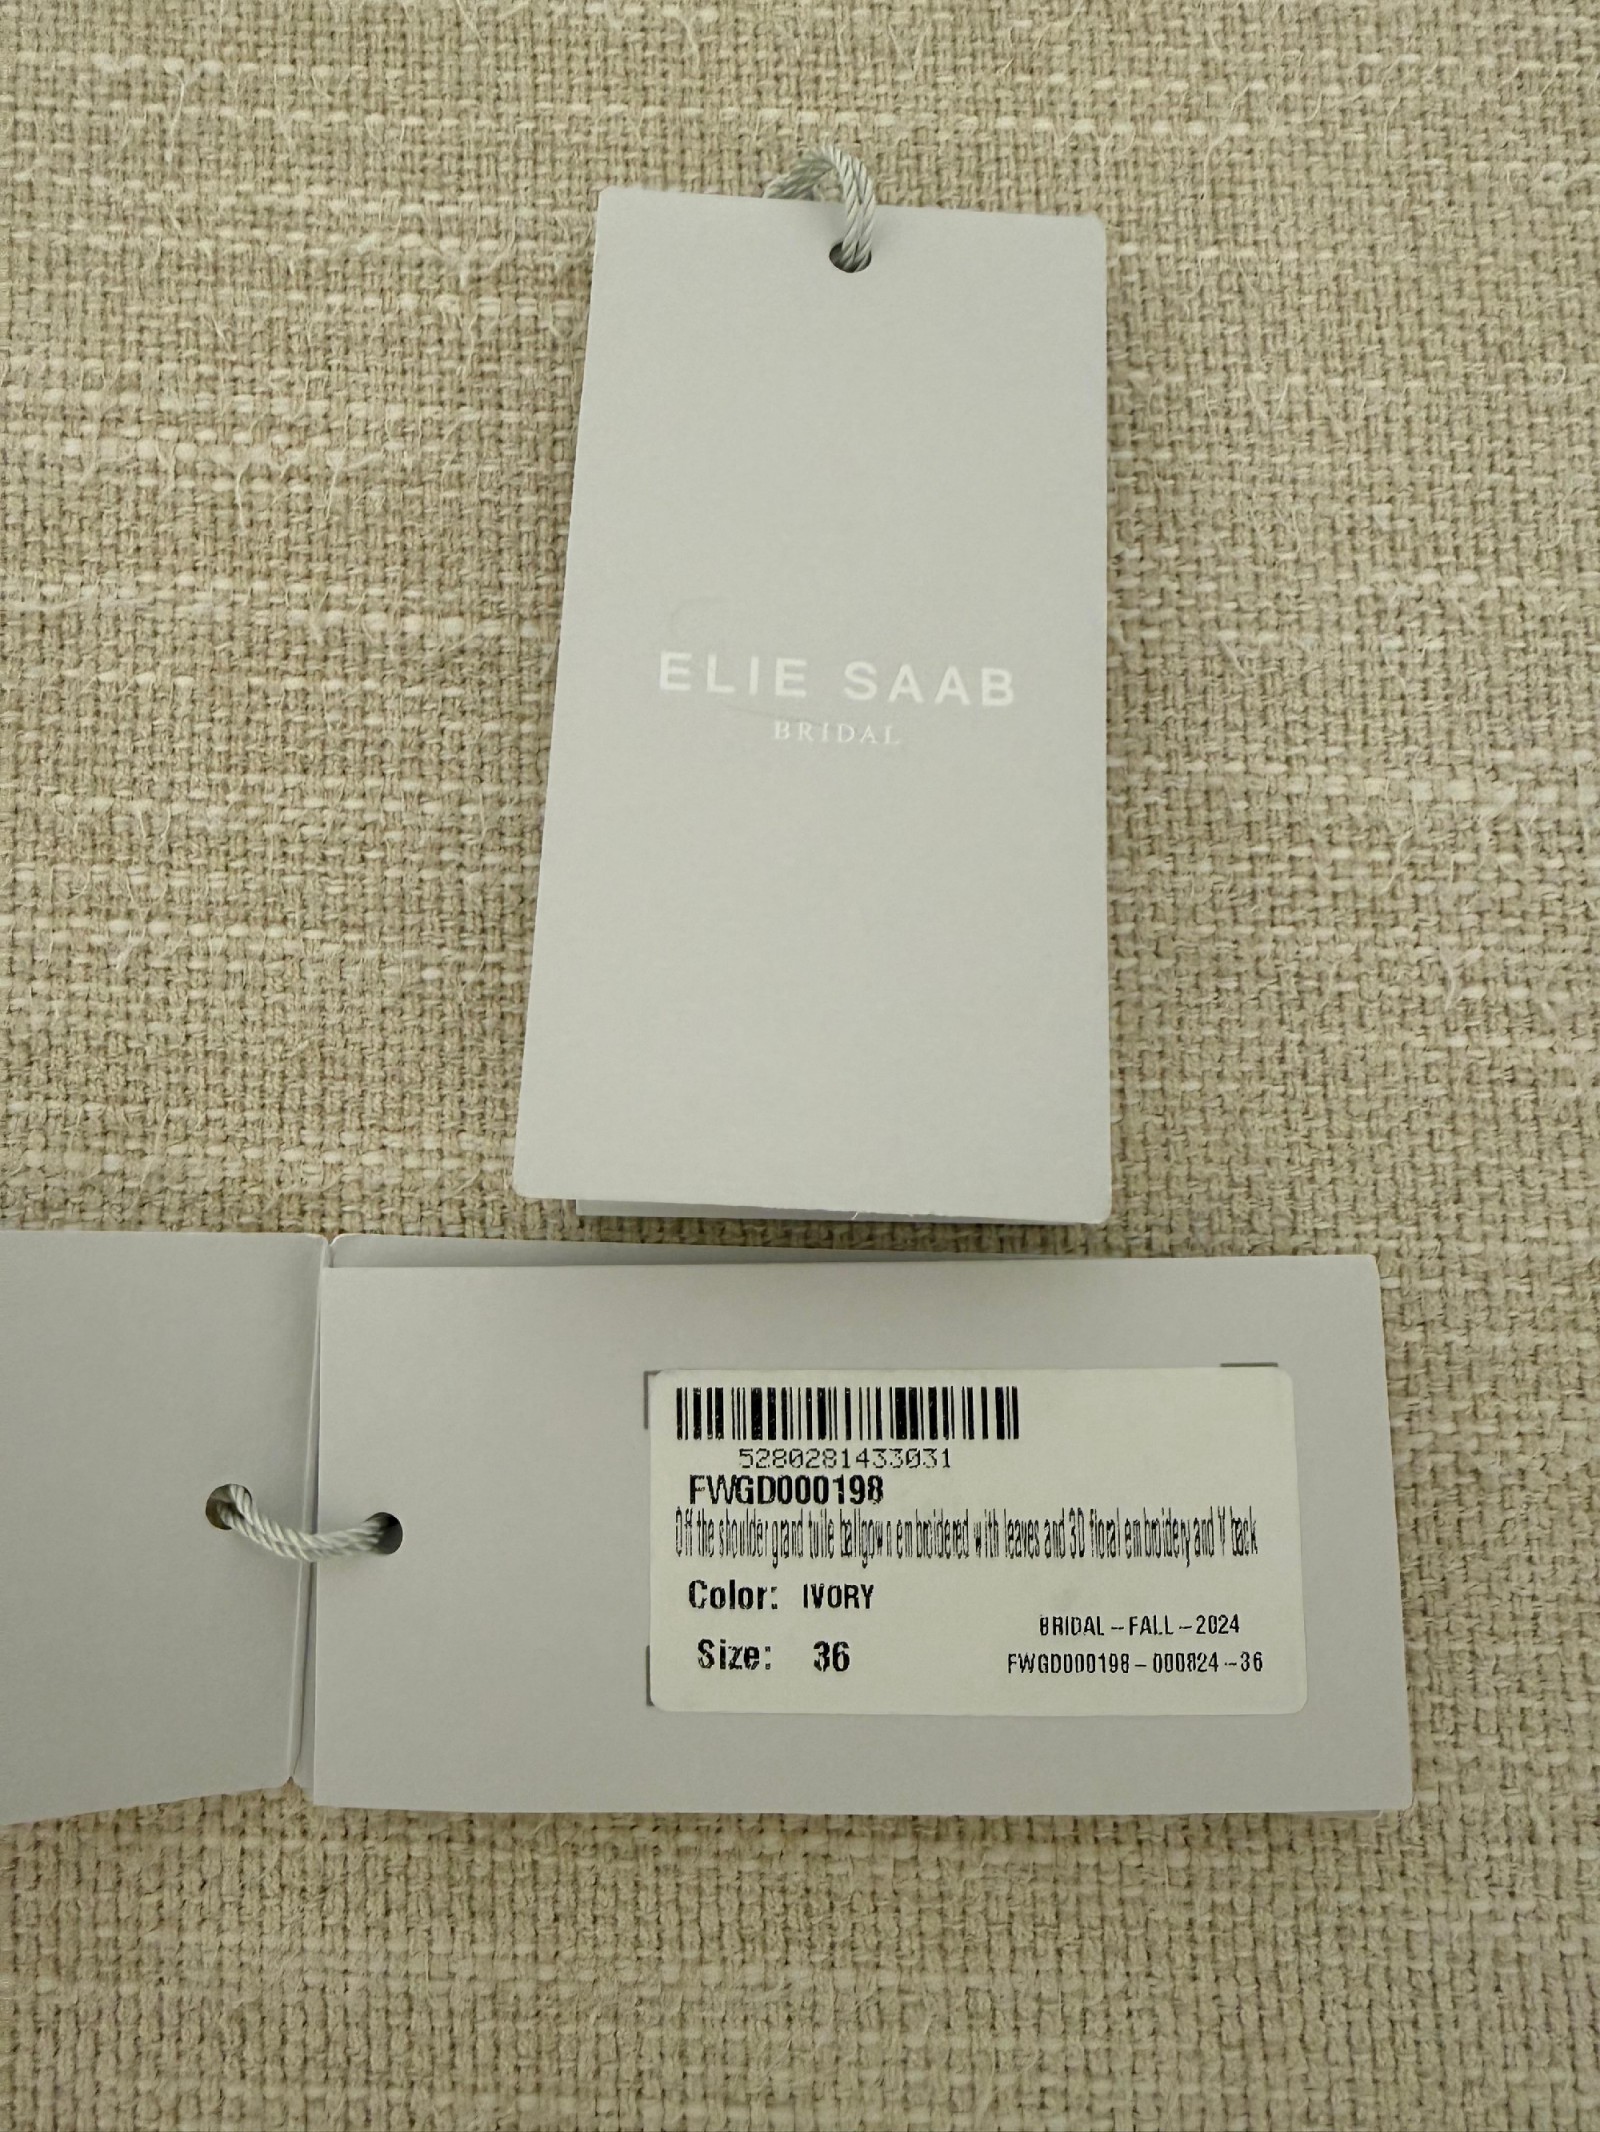 ELIE SAAB
BRIDAL
5280281433031
FWGD000198
Off the shoulder grand tulle ballgown embroidered with leaves and 3D floral embroidery and V back
Color: IVORY
BRIDAL-FALL-2024
Size: 36
FWGD000198-000824-36